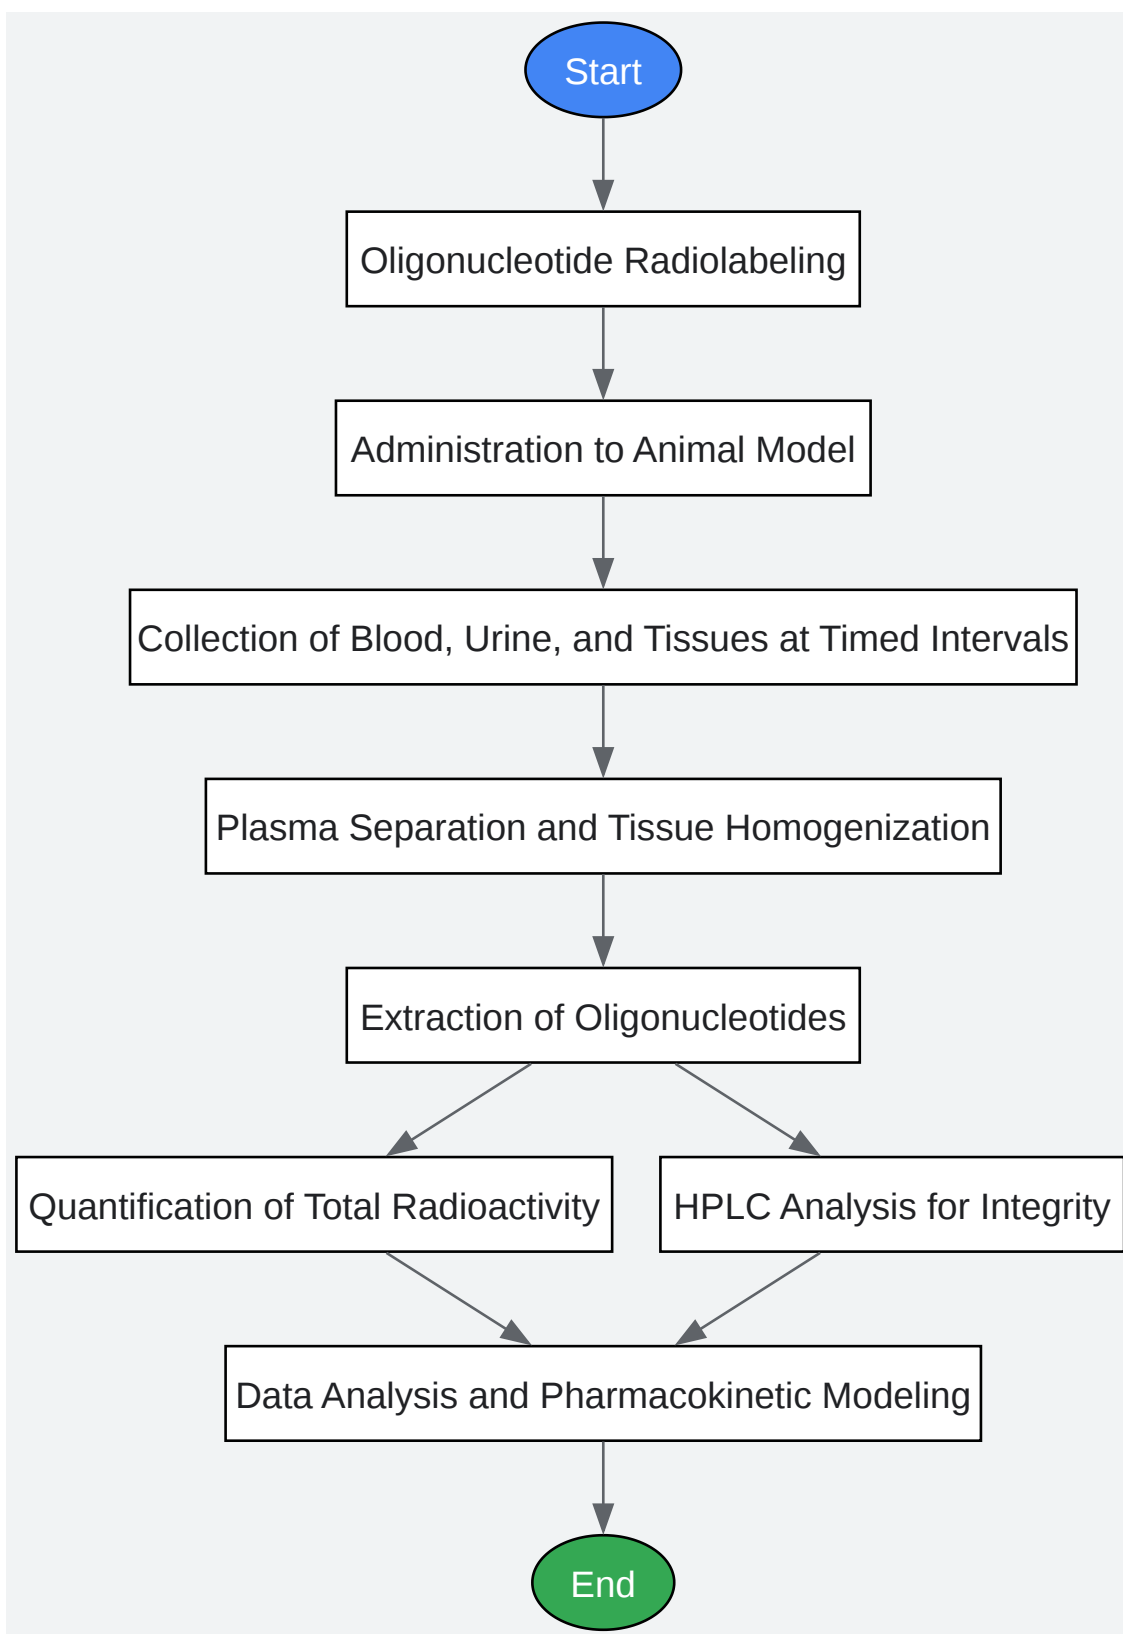 Start
Oligonucleotide Radiolabeling
Administration to Animal Model
Collection of Blood, Urine, and Tissues at Timed Intervals
Plasma Separation and Tissue Homogenization
Extraction of Oligonucleotides
Quantification of Total Radioactivity
HPLC Analysis for Integrity
Data Analysis and Pharmacokinetic Modeling
End